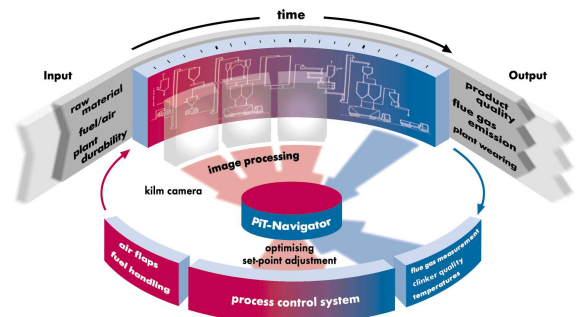 time
Input
Output
raw
material
fuel/air
plant
durability
product
quality
flue gas
emission
plant wearing
image processing
kilm camera
PiT-Navigator
optimising
set-point adjustment
air flaps
fuel handling
process control system
flue gas measurement
clinker quality
temperatures